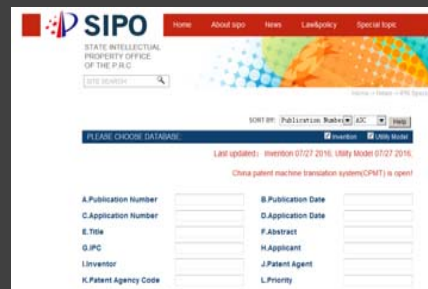 SIPO
Home About sipo News Law&policy Special topic
STATE INTELLECTUAL
PROPERTY OFFICE
OF THE P.R.C
SITE SEARCH
Home > News >
SORT BY: Publication Number ASC Help
PLEASE CHOOSE DATABASE Invention Utility Model
Last updated: Invention 07/27 2016, Utility Model 07/27 2016.
China patent machine translation system(CPMT) is open!
A.Publication Number B.Publication Date
C.Application Number D.Application Date
E.Title F.Abstract
G.IPC H.Applicant
I.Inventor J.Patent Agent
K.Patent Agency Code L.Priority